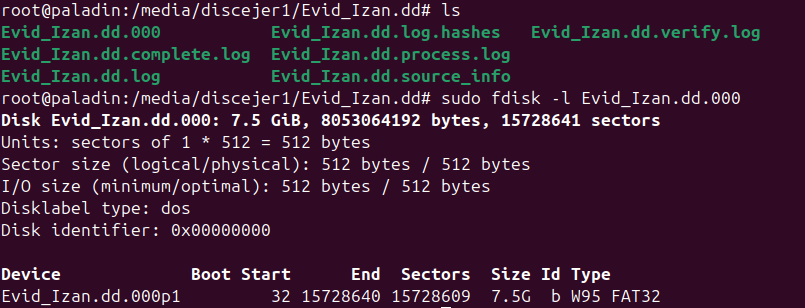 root@paladin:/media/discejer1/Evid_Izan.dd# ls
Evid_Izan.dd.000 Evid_Izan.dd.log.hashes Evid_Izan.dd.verify.log
Evid_Izan.dd.complete.log Evid_Izan.dd.process.log
Evid_Izan.dd.log Evid_Izan.dd.source_info
root@paladin:/media/discejer1/Evid_Izan.dd# sudo fdisk -l Evid_Izan.dd.000
Disk Evid_Izan.dd.000: 7.5 GiB, 8053064192 bytes, 15728641 sectors
Units: sectors of 1 * 512 = 512 bytes
Sector size (logical/physical): 512 bytes / 512 bytes
I/O size (minimum/optimal): 512 bytes / 512 bytes
Disklabel type: dos
Disk identifier: 0x00000000
Device Boot Start End Sectors Size Id Type
Evid_Izan.dd.000p1 32 15728640 15728609 7.5G b W95 FAT32